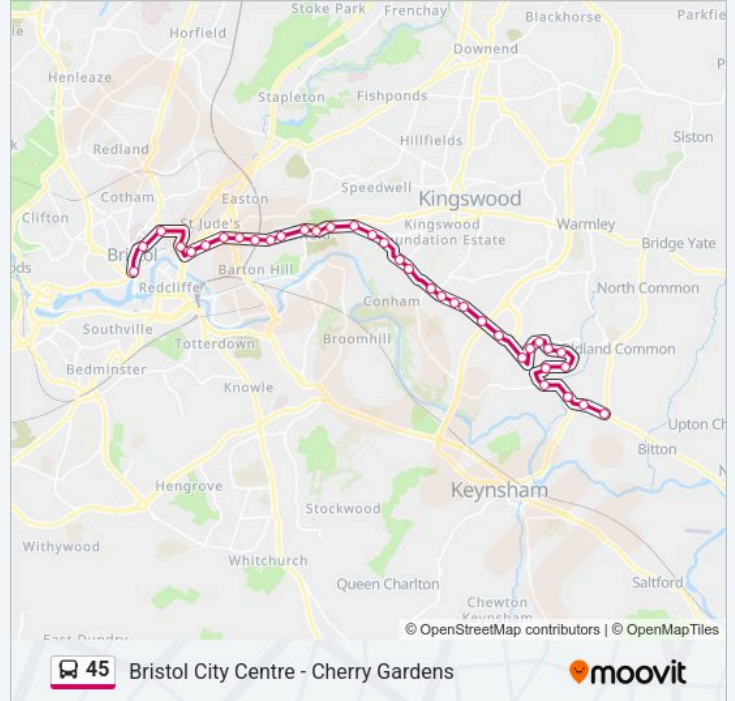 Stoke Park
Frenchay
Blackhorse
Parkfie
lie
Horfield
Downend
Henleaze
Stapleton
Fishponds
Hillfields
Siston
Redland
Speedwell
Cotham
Easton
Kingswood
Clifton
St Jude's
Kingswood
undation Estate
Warmley
Bridge Yate
Bristol
Barton Hill
ods
Redcliffe
North Common
Conham
Southville
Totterdown
Broomhill
Oldland Common
Bedminster
Knowle
Upton Ch
Bitton
Keynsham
Hengrove
Stockwood
Withywood
Whitchurch
Queen Charlton
Saltford
Chewton
Keynsham
East Dundry
© OpenStreetMap contributors | © OpenMapTiles
45 Bristol City Centre - Cherry Gardens
moovit